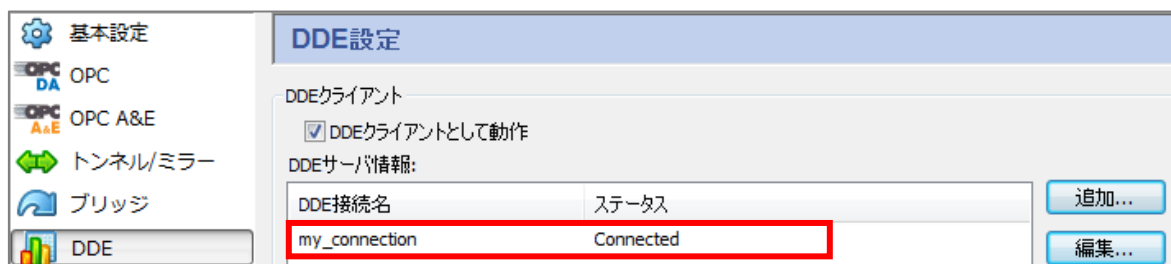 基本設定
OPC DA OPC
OPC A&E OPC A&E
トンネル/ミラー
ブリッジ
DDE
DDE設定
DDEクライアント
DDEクライアントとして動作
DDEサーバ情報:
DDE接続名 ステータス
my_connection Connected
追加...
編集...